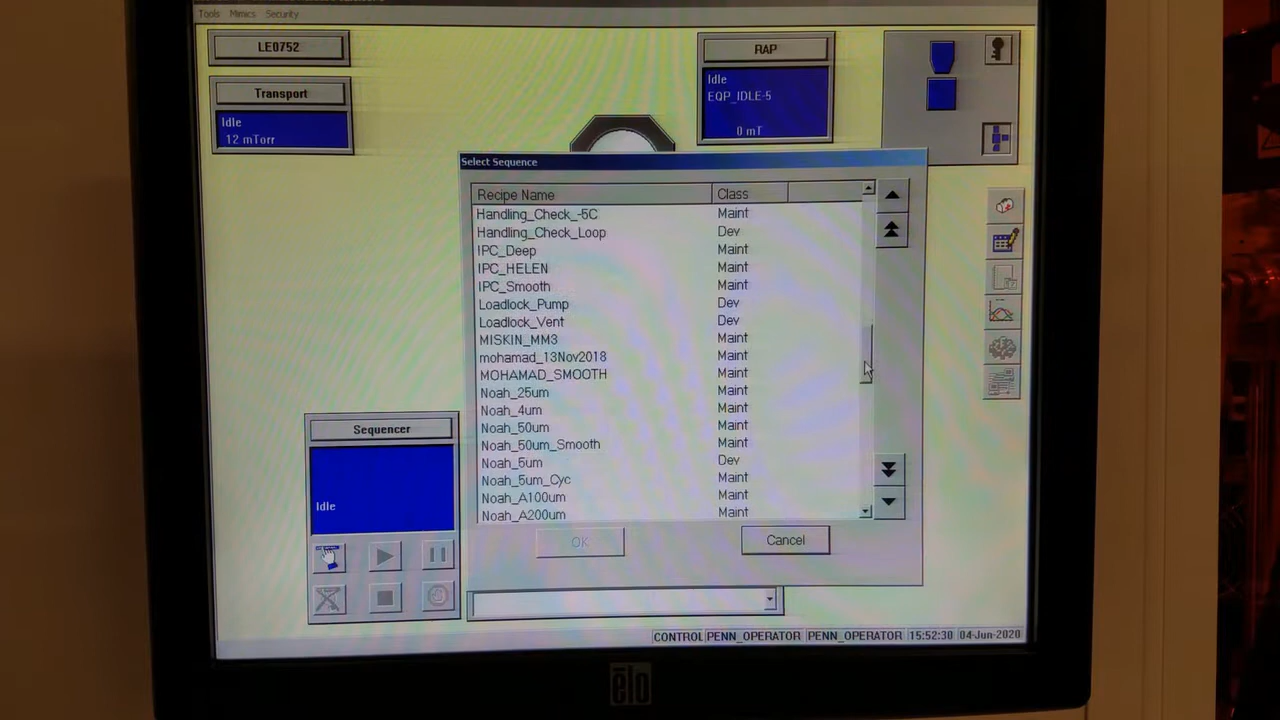 Tools Mimics Security
LE0752
Transport
Idle
12 mTorr
RAP
Idle
EQP_IDLE-5
0 mT
Select Sequence
Recipe Name Class
Handling_Check_-5C Maint
Handling_Check_Loop Dev
IPC_Deep Maint
IPC_HELEN Maint
IPC_Smooth Maint
Loadlock_Pump Dev
Loadlock_Vent Dev
MISKIN_MM3 Maint
mohamad_13Nov2018 Maint
MOHAMAD_SMOOTH Maint
Noah_25um Maint
Noah_4um Maint
Noah_50um Maint
Noah_50um_Smooth Maint
Noah_5um Dev
Noah_5um_Cyc Maint
Noah_A100um Maint
Noah_A200um Maint
OK Cancel
Sequencer
Idle
CONTROL PENN_OPERATOR PENN_OPERATOR 15:52:30 04-Jun-2020
elo